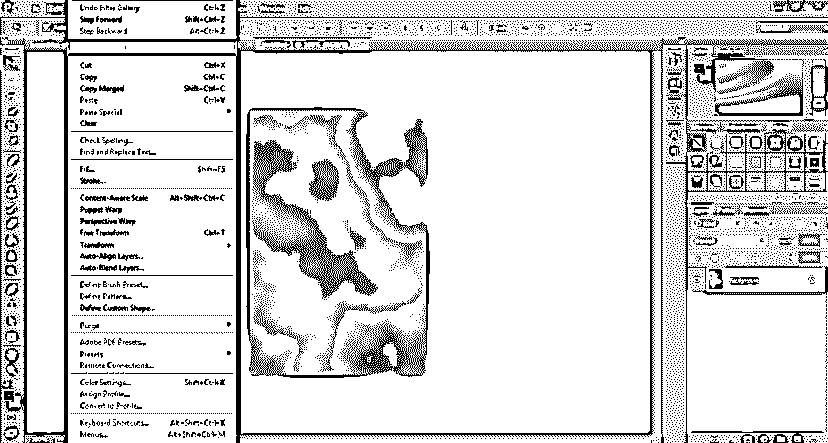 Undo Filter Gallery Ctrl+Z
Step Forward Shift+Ctrl+Z
Step Backward Alt+Ctrl+Z
Cut Ctrl+X
Copy Ctrl+C
Copy Merged Shift+Ctrl+C
Paste Ctrl+V
Paste Special
Clear
Check Spelling...
Find and Replace Text...
Fill... Shift+F5
Stroke...
Content-Aware Scale Alt+Shift+Ctrl+C
Puppet Warp
Perspective Warp
Free Transform Ctrl+T
Transform
Auto-Align Layers...
Auto-Blend Layers...
Define Brush Preset...
Define Pattern...
Define Custom Shape...
Purge
Adobe PDF Presets...
Presets
Remote Connections...
Color Settings... Shift+Ctrl+K
Assign Profile...
Convert to Profile...
Keyboard Shortcuts... Alt+Shift+Ctrl+K
Menus... Alt+Shift+Ctrl+M